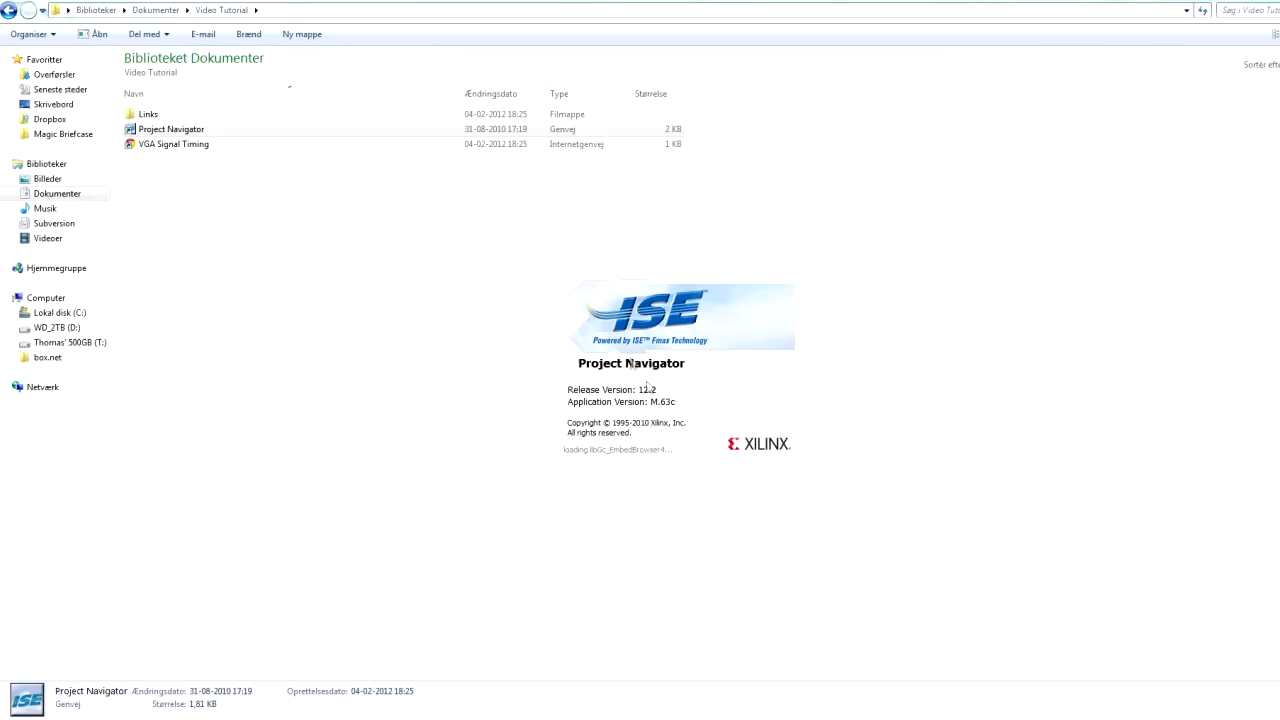 Biblioteker Dokumenter Video Tutorial
Organiser Åbn Del med E-mail Brænd Ny mappe
Favoritter
Overførsler
Seneste steder
Skrivebord
Dropbox
Magic Briefcase
Biblioteker
Billeder
Dokumenter
Musik
Subversion
Videoer
Hjemmegruppe
Computer
Lokal disk (C:)
WD_2TB (D:)
Thomas' 500GB (T:)
box.net
Netværk
Biblioteket Dokumenter
Video Tutorial
Sortér efte
Navn Ændringsdato Type Størrelse
Links 04-02-2012 18:25 Filmappe
Project Navigator 31-08-2010 17:19 Genvej 2 KB
VGA Signal Timing 04-02-2012 18:25 Internetgenvej 1 KB
ISE™
Powered by ISE™ Fmax Technology
Project Navigator
Release Version: 12.2
Application Version: M.63c
Copyright © 1995-2010 Xilinx, Inc.
All rights reserved.
loading libGc_EmbedBrowser4...
XILINX.
ISE
Project Navigator Ændringsdato: 31-08-2010 17:19 Oprettelsesdato: 04-02-2012 18:25
Genvej Størrelse: 1,81 KB